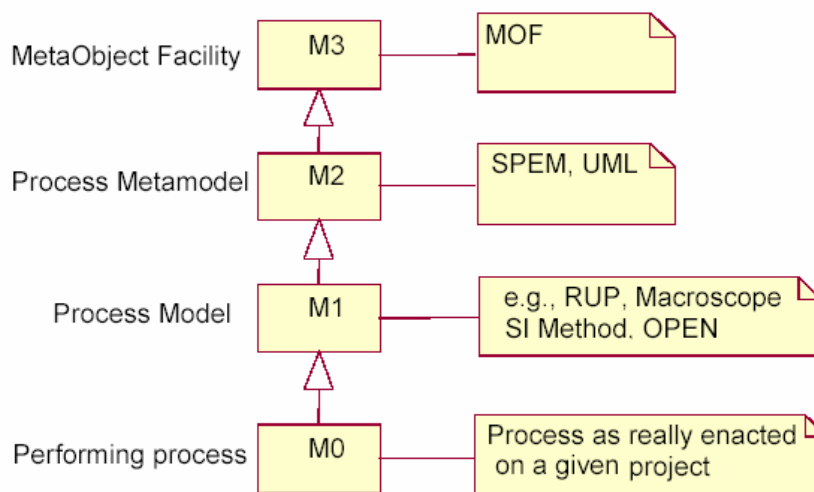 MetaObject Facility
M3
MOF
Process Metamodel
M2
SPEM, UML
Process Model
M1
e.g., RUP, Macroscope
SI Method, OPEN
Performing process
M0
Process as really enacted
on a given project